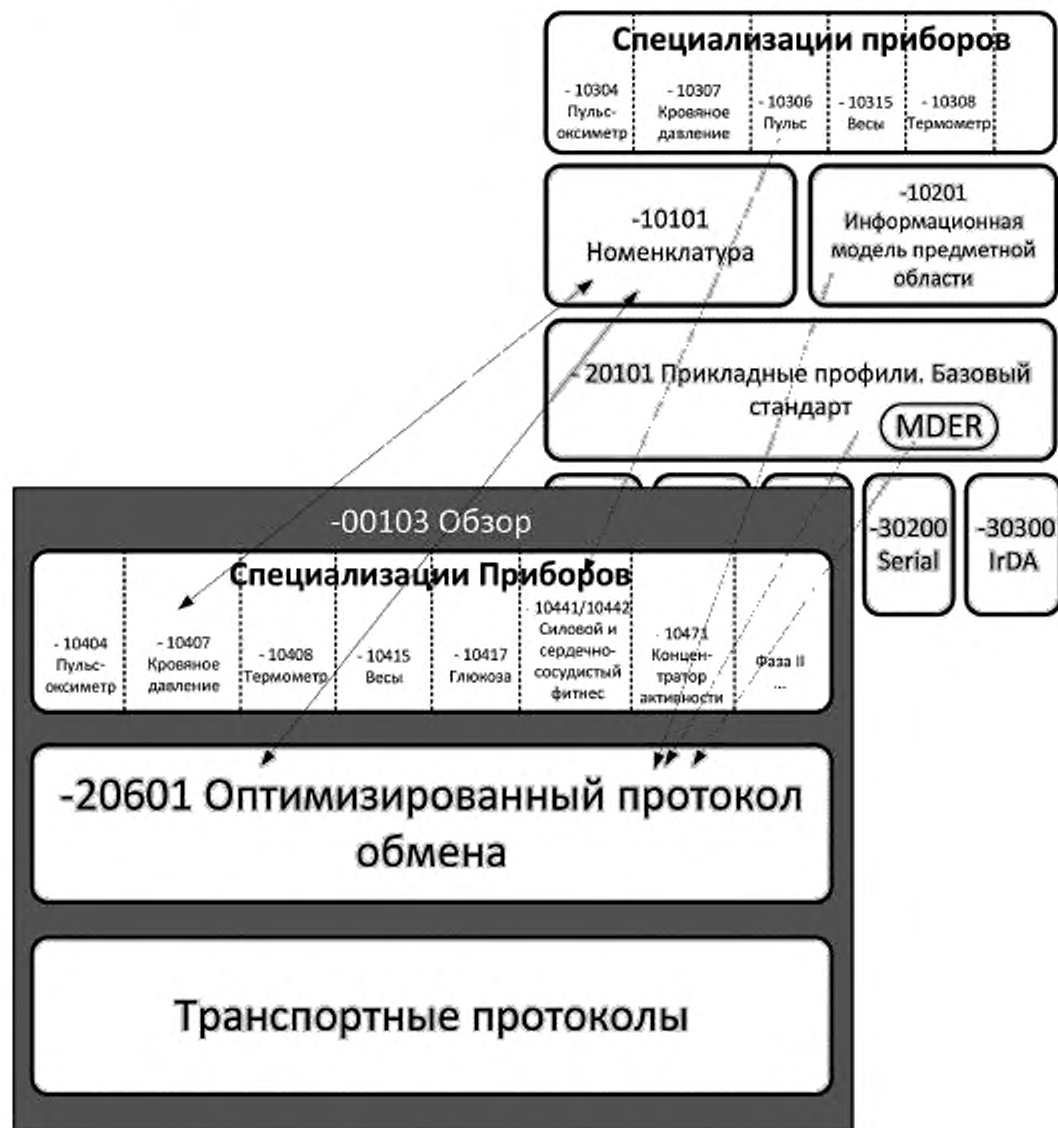 Специализации приборов
- 10304
Пульс-
оксиметр
- 10307
Кровяное
давление
- 10306
Пульс
- 10315
Весы
- 10308
Термометр
-10101
Номенклатура
-10201
Информационная
модель предметной
области
- 20101 Прикладные профили. Базовый
стандарт
MDER
-30200
Serial
-30300
IrDA
-00103 Обзор
Специализации Приборов
- 10404
Пульс-
оксиметр
- 10407
Кровяное
давление
- 10408
Термометр
- 10415
Весы
- 10417
Глюкоза
- 10441/10442
Силовой и
сердечно-
сосудистый
фитнес
- 10471
Концен-
тратор
активности
Фаза II
...
-20601 Оптимизированный протокол
обмена
Транспортные протоколы